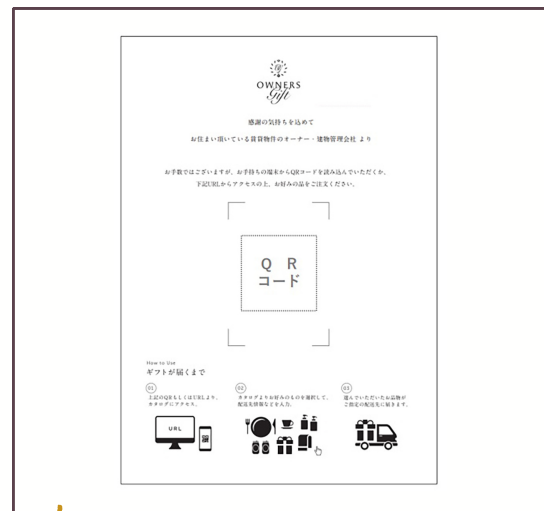 OWNERS
Gift
感謝の気持ちを込めて
お住まい頂いている賃貸物件のオーナー・建物管理会社 より
お手数ではございますが、お手持ちの端末からQRコードを読み込んでいただくか、
下記URLからアクセスの上、お好みの品をご注文ください。
Q R
コード
How to Use
ギフトが届くまで
01
上記のQRもしくはURLより、
カタログにアクセス。
URL
02
カタログよりお好みのものを選択して、
配送先情報などを入力。
03
選んでいただいたお品物が
ご指定の配送先に届きます。